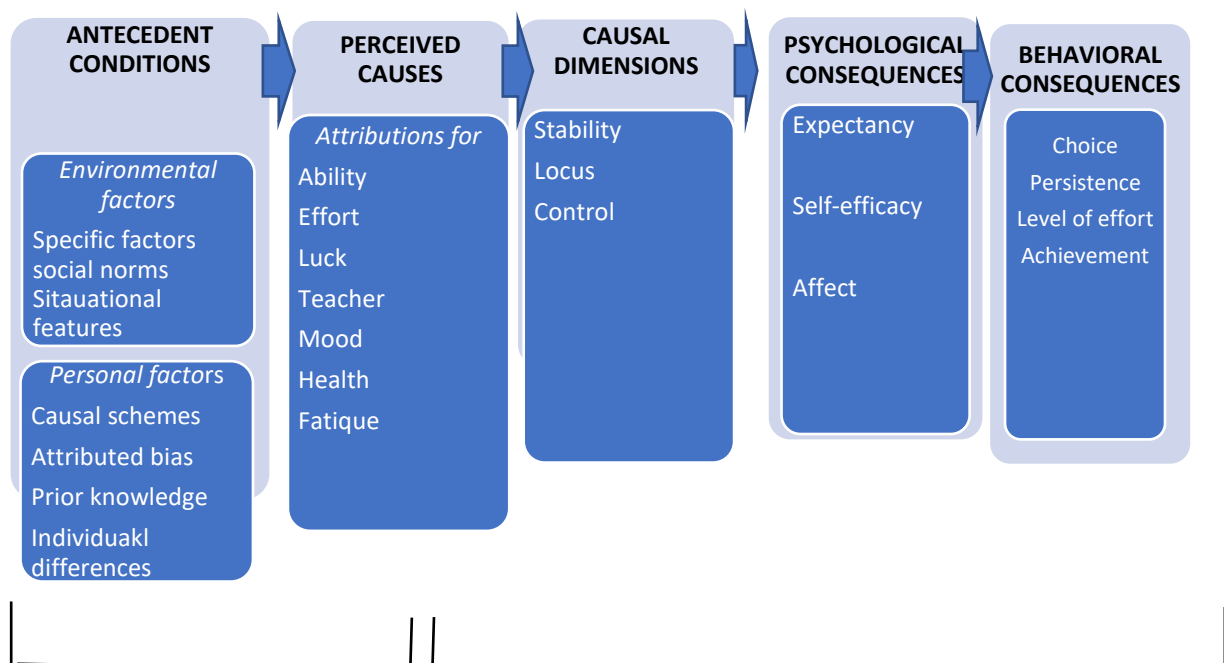 ANTECEDENT
CONDITIONS
Environmental
factors
Specific factors
social norms
Sitauational
features
Personal factors
Causal schemes
Attributed bias
Prior knowledge
Individuakl
differences
PERCEIVED
CAUSES
Attributions for
Ability
Effort
Luck
Teacher
Mood
Health
Fatique
CAUSAL
DIMENSIONS
Stability
Locus
Control
PSYCHOLOGICAL
CONSEQUENCES
Expectancy
Self-efficacy
Affect
BEHAVIORAL
CONSEQUENCES
Choice
Persistence
Level of effort
Achievement